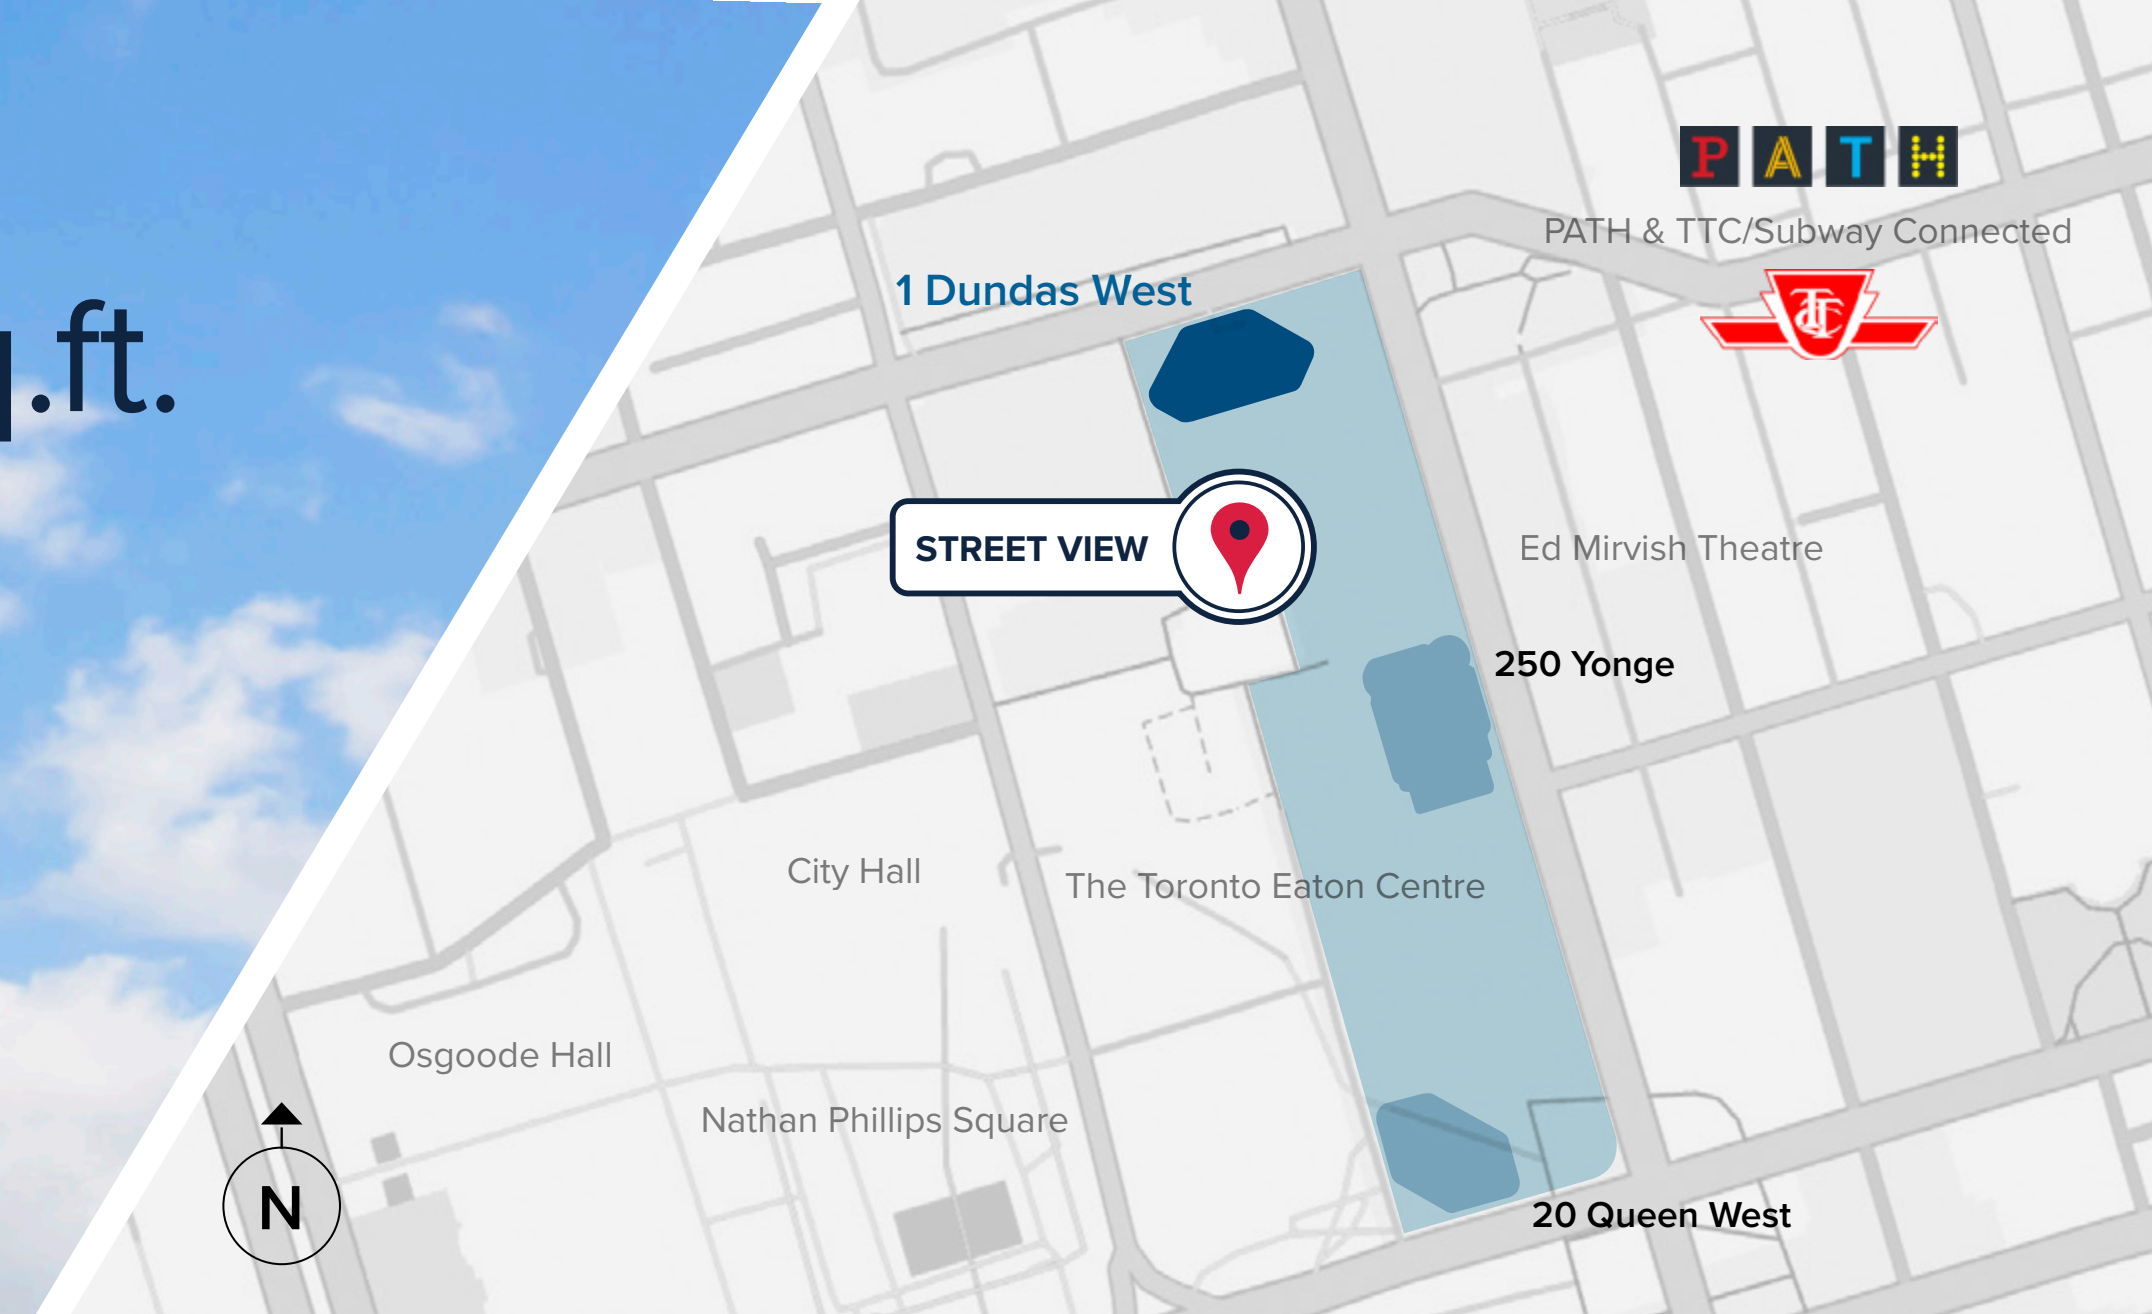 .ft.
PATH
PATH & TTC/Subway Connected
TTC
1 Dundas West
STREET VIEW
Ed Mirvish Theatre
250 Yonge
City Hall
The Toronto Eaton Centre
Osgoode Hall
Nathan Phillips Square
N
20 Queen West